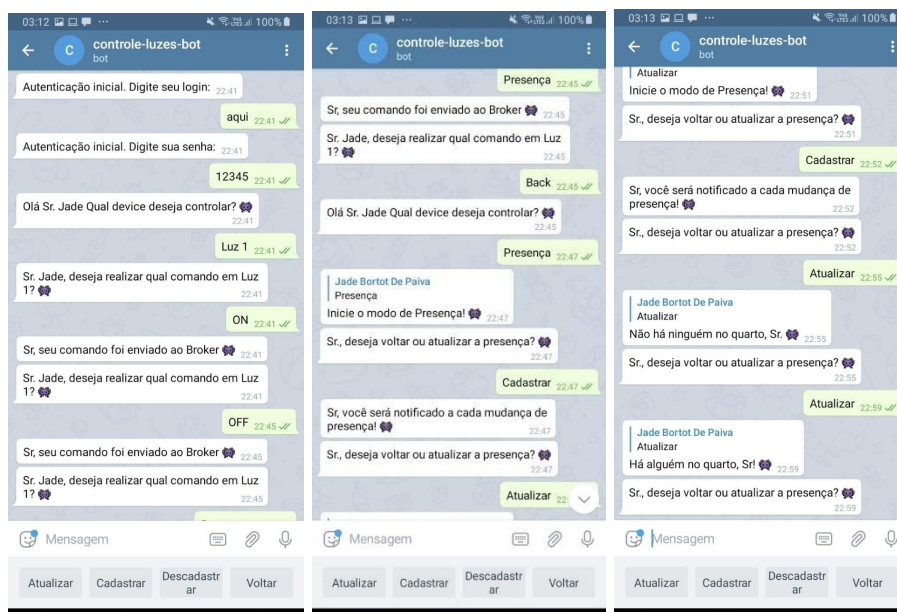 03:12 ... 100%
controle-luzes-bot
bot
Autenticação inicial. Digite seu login: 22:41
aqui 22:41
Autenticação inicial. Digite sua senha: 22:41
12345 22:41
Olá Sr. Jade Qual device deseja controlar?
22:41
Luz 1 22:41
Sr. Jade, deseja realizar qual comando em Luz
1? 22:41
ON 22:41
Sr, seu comando foi enviado ao Broker 22:41
Sr. Jade, deseja realizar qual comando em Luz
1? 22:41
OFF 22:45
Sr, seu comando foi enviado ao Broker 22:45
Sr. Jade, deseja realizar qual comando em Luz
1? 22:45
Mensagem
Atualizar Cadastrar Descadastr
ar Voltar
03:13 ... 100%
controle-luzes-bot
bot
Presença 22:45
Sr, seu comando foi enviado ao Broker 22:45
Sr. Jade, deseja realizar qual comando em Luz
1? 22:45
Back 22:45
Olá Sr. Jade Qual device deseja controlar?
22:45
Presença 22:47
Jade Bortot De Paiva
Presença
Inicie o modo de Presença! 22:47
Sr., deseja voltar ou atualizar a presença?
22:47
Cadastrar 22:47
Sr, você será notificado a cada mudança de
presença! 22:47
Sr., deseja voltar ou atualizar a presença?
22:47
Atualizar 22:
Mensagem
Atualizar Cadastrar Descadastr
ar Voltar
03:13 ... 100%
controle-luzes-bot
bot
Atualizar
Inicie o modo de Presença! 22:51
Sr., deseja voltar ou atualizar a presença?
22:51
Cadastrar 22:52
Sr, você será notificado a cada mudança de
presença! 22:52
Sr., deseja voltar ou atualizar a presença?
22:52
Atualizar 22:55
Jade Bortot De Paiva
Atualizar
Não há ninguém no quarto, Sr. 22:55
Sr., deseja voltar ou atualizar a presença?
22:55
Atualizar 22:59
Jade Bortot De Paiva
Atualizar
Há alguém no quarto, Sr! 22:59
Sr., deseja voltar ou atualizar a presença?
22:59
Mensagem
Atualizar Cadastrar Descadastr
ar Voltar